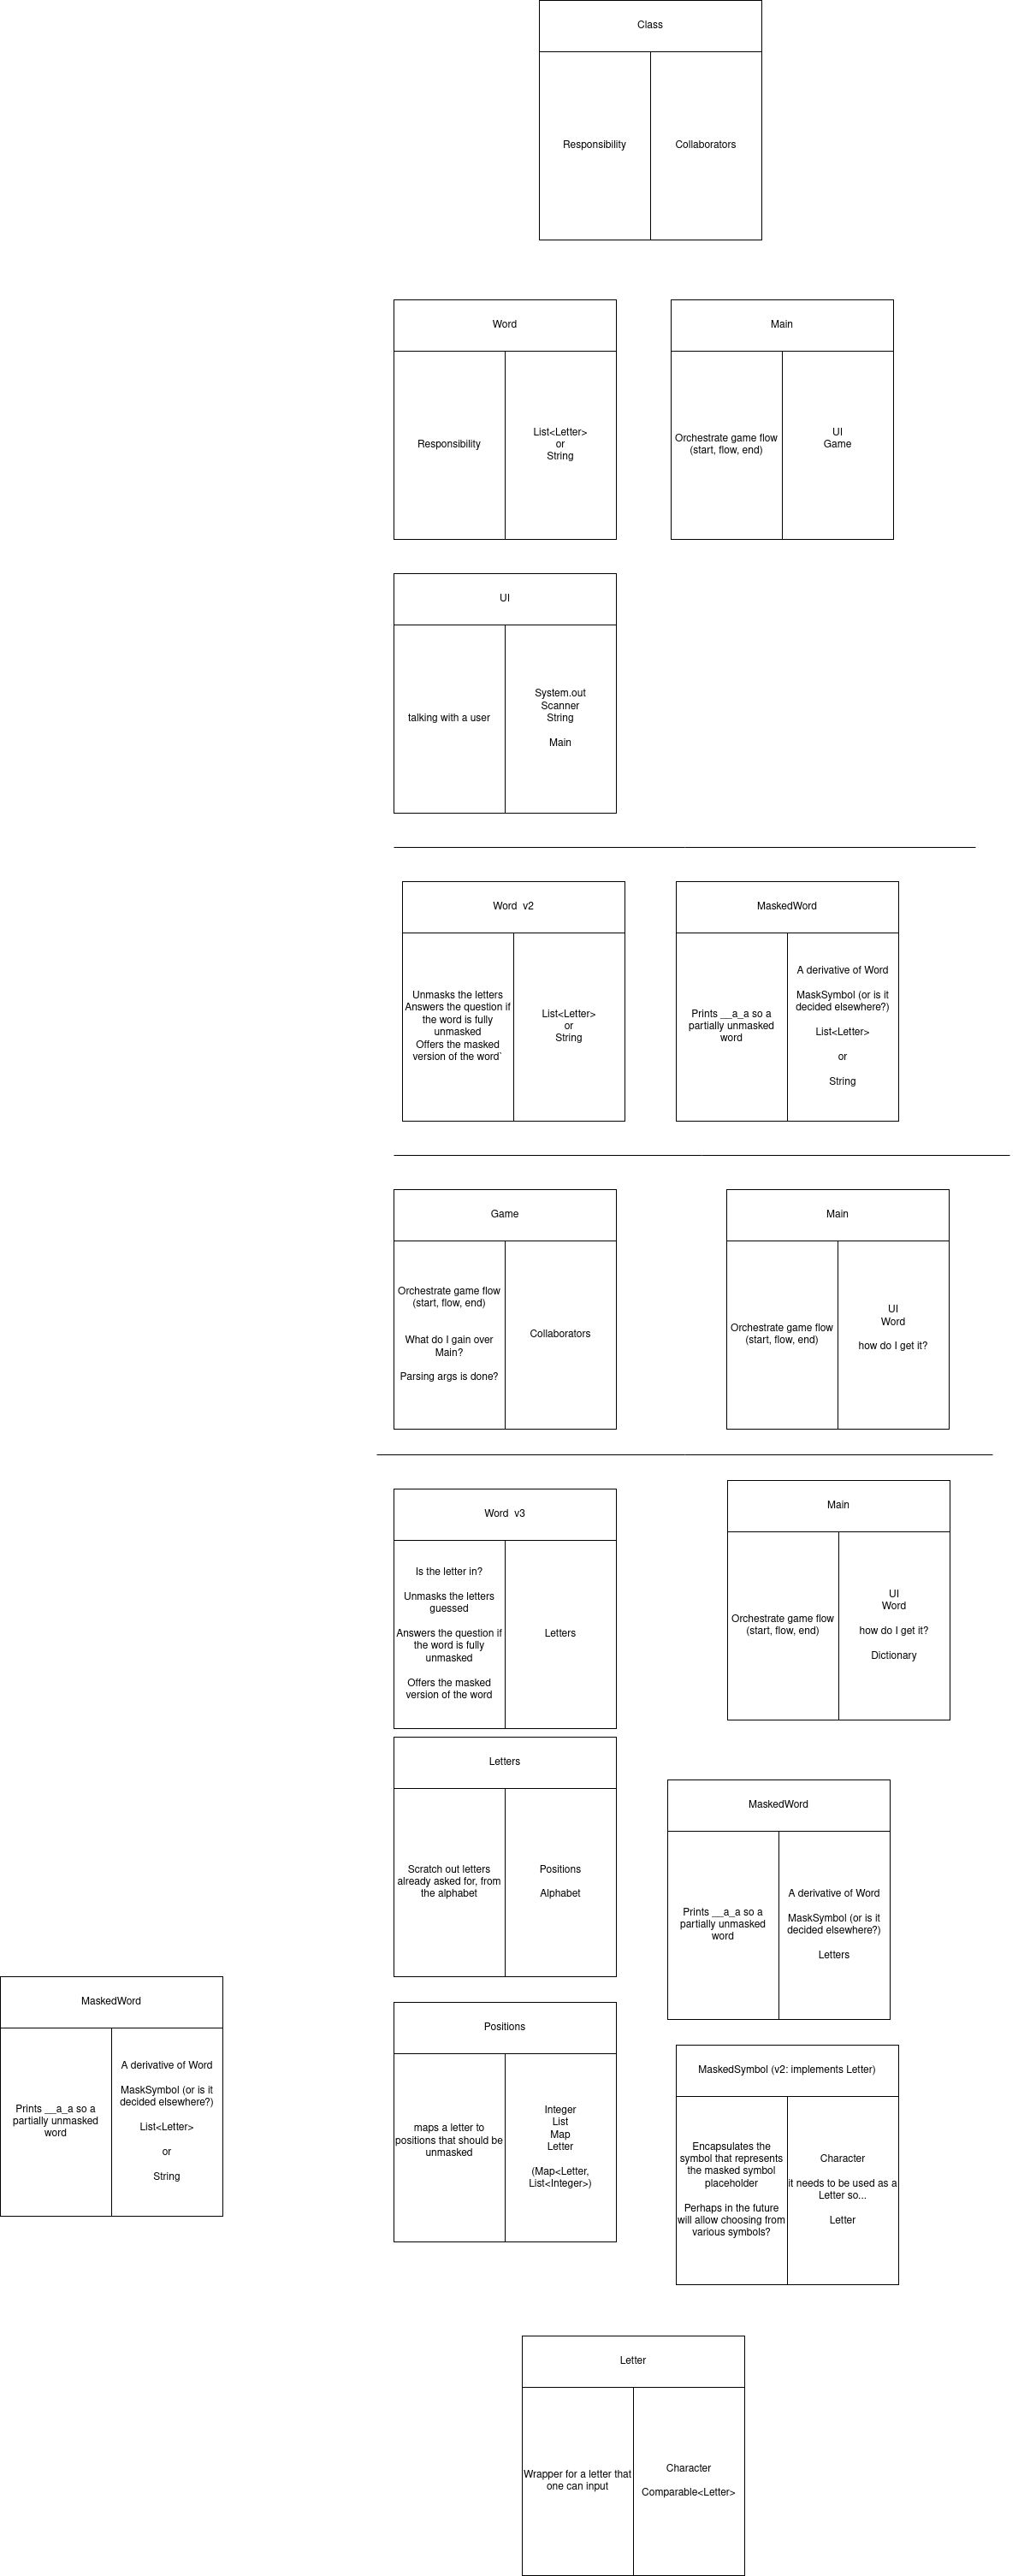 Class
Responsibility
Collaborators
Word
Responsibility
List<Letter>
or
String
Main
Orchestrate game flow
(start, flow, end)
UI
Game
UI
talking with a user
System.out
Scanner
String
Main
Word  v2
Unmasks the letters
Answers the question if
the word is fully
unmasked
Offers the masked
version of the word`
List<Letter>
or
String
MaskedWord
Prints __a_a so a
partially unmasked
word
A derivative of Word
MaskSymbol (or is it
decided elsewhere?)
List<Letter>
or
String
Game
Orchestrate game flow
(start, flow, end)
What do I gain over
Main?
Parsing args is done?
Collaborators
Main
Orchestrate game flow
(start, flow, end)
UI
Word
how do I get it?
Word  v3
Is the letter in?
Unmasks the letters
guessed
Answers the question if
the word is fully
unmasked
Offers the masked
version of the word
Letters
Main
Orchestrate game flow
(start, flow, end)
UI
Word
how do I get it?
Dictionary
Letters
Scratch out letters
already asked for, from
the alphabet
Positions
Alphabet
MaskedWord
Prints __a_a so a
partially unmasked
word
A derivative of Word
MaskSymbol (or is it
decided elsewhere?)
Letters
MaskedWord
Prints __a_a so a
partially unmasked
word
A derivative of Word
MaskSymbol (or is it
decided elsewhere?)
List<Letter>
or
String
Positions
maps a letter to
positions that should be
unmasked
Integer
List
Map
Letter
(Map<Letter,
List<Integer>)
MaskedSymbol (v2: implements Letter)
Encapsulates the
symbol that represents
the masked symbol
placeholder
Perhaps in the future
will allow choosing from
various symbols?
Character
it needs to be used as a
Letter so...
Letter
Letter
Wrapper for a letter that
one can input
Character
Comparable<Letter>